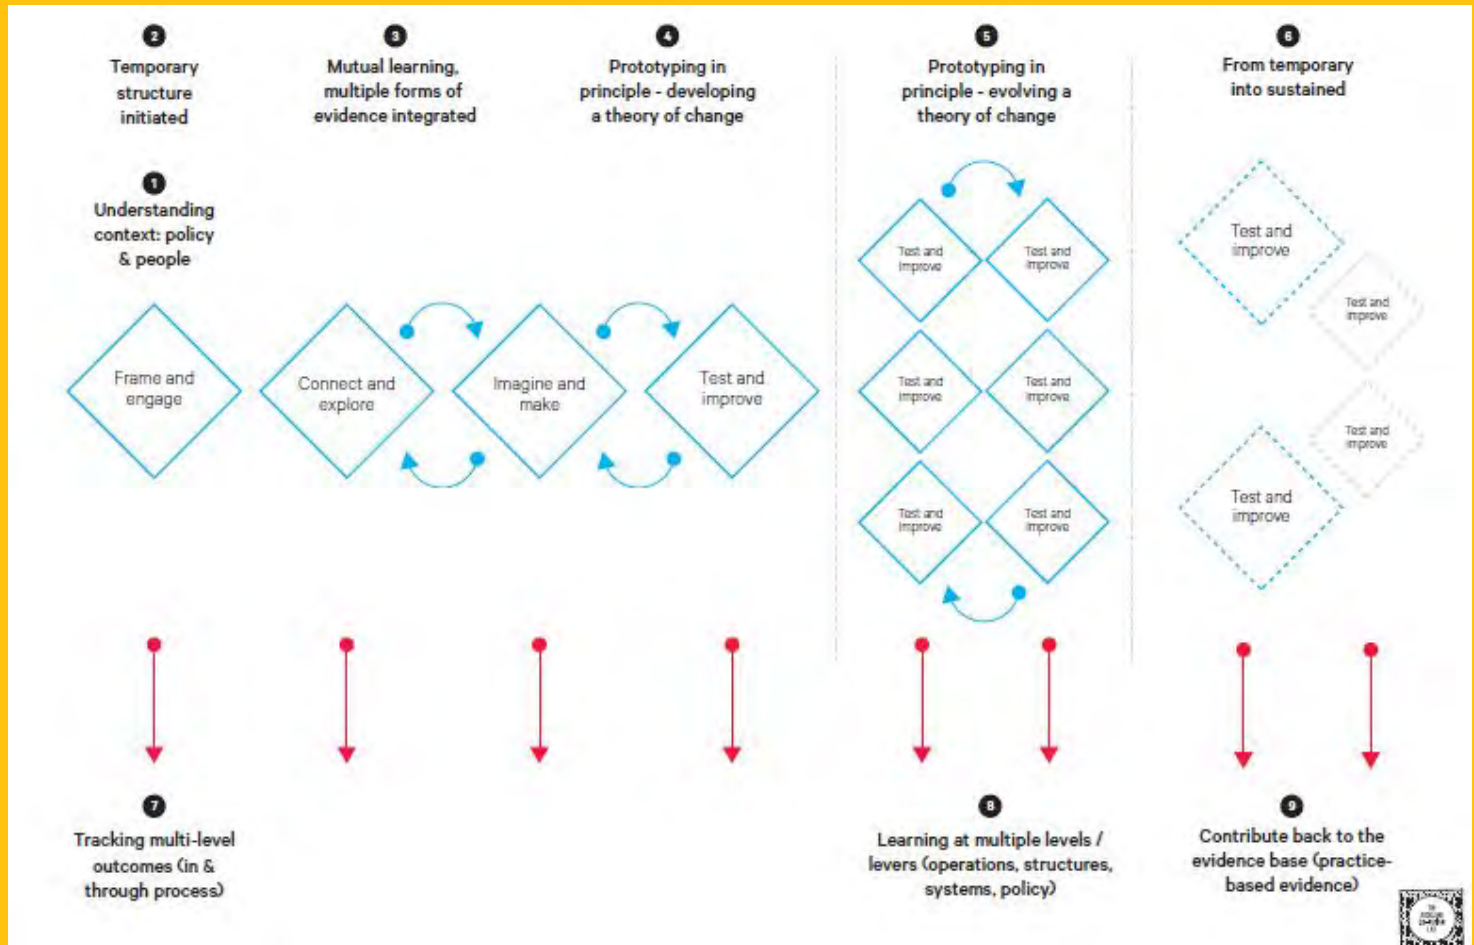 2
Temporary
structure
initiated
3
Mutual learning,
multiple forms of
evidence integrated
4
Prototyping in
principle - developing
a theory of change
5
Prototyping in
principle - evolving a
theory of change
6
From temporary
into sustained
1
Understanding
context: policy
& people
Frame and
engage
Connect and
explore
Imagine and
make
Test and
improve
Test and
improve
Test and
improve
Test and
improve
Test and
improve
Test and
improve
Test and
improve
Test and
improve
Test and
improve
Test and
improve
Test and
improve
7
Tracking multi-level
outcomes (in &
through process)
8
Learning at multiple levels /
levers (operations, structures,
systems, policy)
9
Contribute back to the
evidence base (practice-
based evidence)